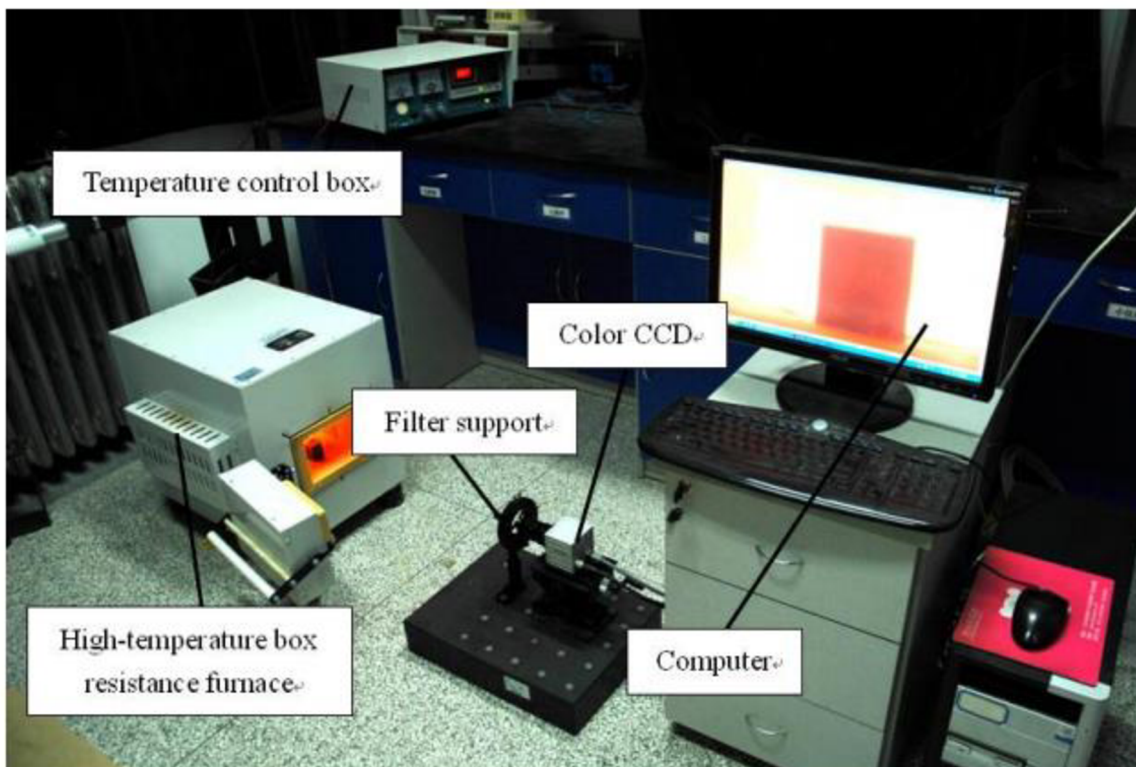 Temperature control box
Color CCD
Filter support
High-temperature box
resistance furnace
Computer